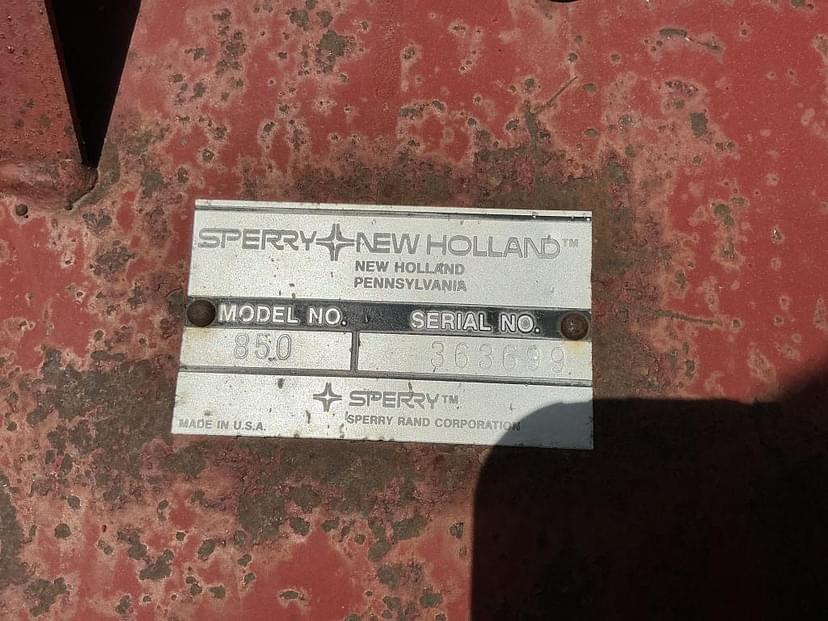 SPERRY NEW HOLLAND™
NEW HOLLAND
PENNSYLVANIA
MODEL NO. SERIAL NO.
850 363699
SPERRY™
MADE IN U.S.A. SPERRY RAND CORPORATION